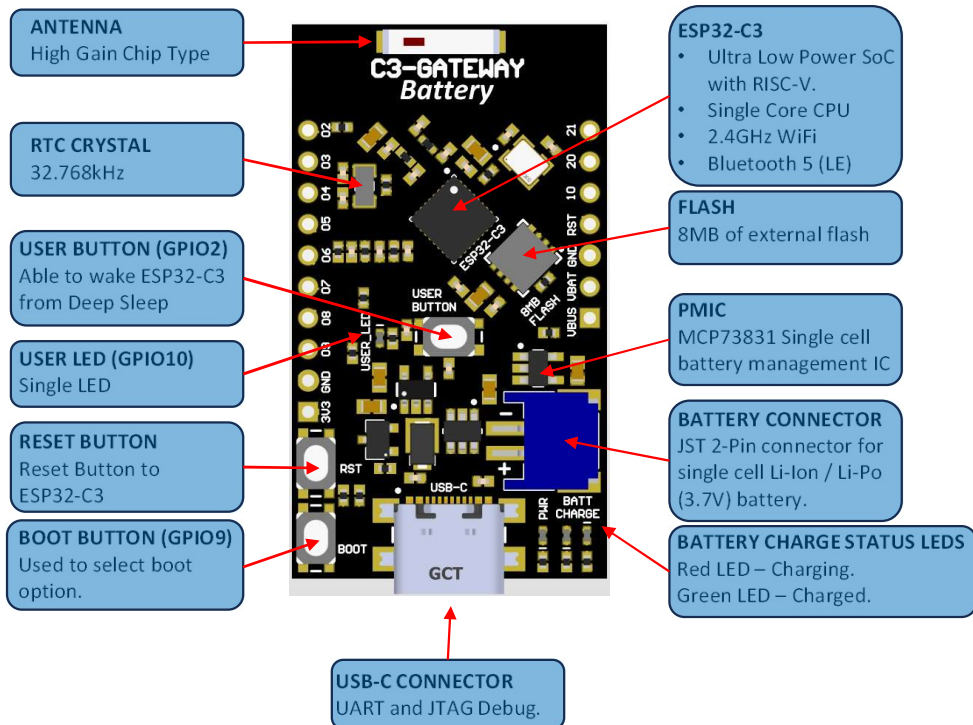 ANTENNA
High Gain Chip Type
RTC CRYSTAL
32.768kHz
USER BUTTON (GPIO2)
Able to wake ESP32-C3
from Deep Sleep
USER LED (GPIO10)
Single LED
RESET BUTTON
Reset Button to
ESP32-C3
BOOT BUTTON (GPIO9)
Used to select boot
option.
C3-GATEWAY
Battery
02
03
04
05
06
07
08
03
GND
3V3
21
20
10
RST
GND
VBAT
VBUS
ESP32-C3
8MB
FLASH
USER
BUTTON
USER_LED
RST
BOOT
USB-C
GCT
-
+
PWR
BATT
CHARGE
ESP32-C3
• Ultra Low Power SoC
with RISC-V.
• Single Core CPU
• 2.4GHz WiFi
• Bluetooth 5 (LE)
FLASH
8MB of external flash
PMIC
MCP73831 Single cell
battery management IC
BATTERY CONNECTOR
JST 2-Pin connector for
single cell Li-Ion / Li-Po
(3.7V) battery.
BATTERY CHARGE STATUS LEDS
Red LED – Charging.
Green LED – Charged.
USB-C CONNECTOR
UART and JTAG Debug.